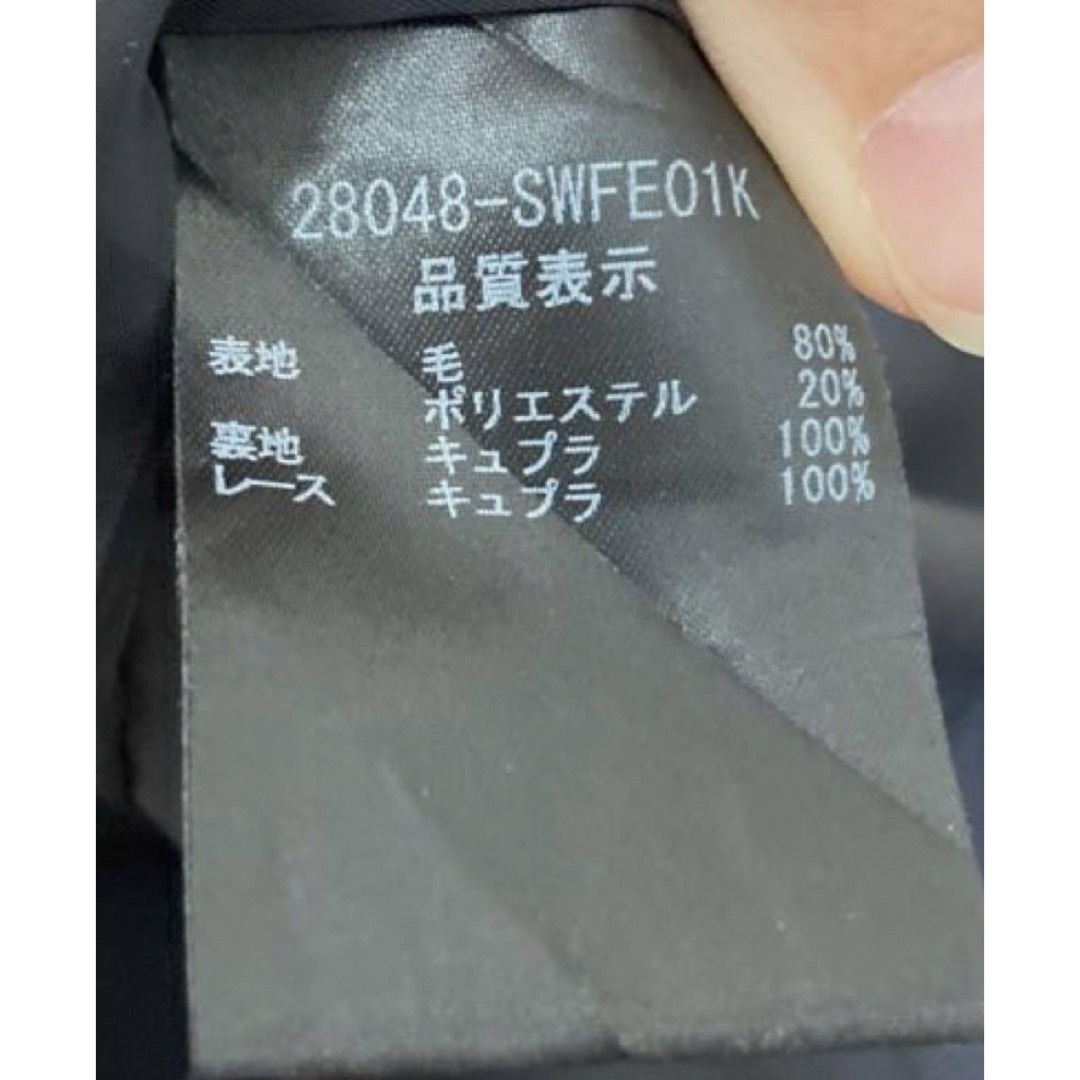 28048-SWFE01K
品質表示
表地 毛 80%
ポリエステル 20%
裏地 キュプラ 100%
レース キュプラ 100%